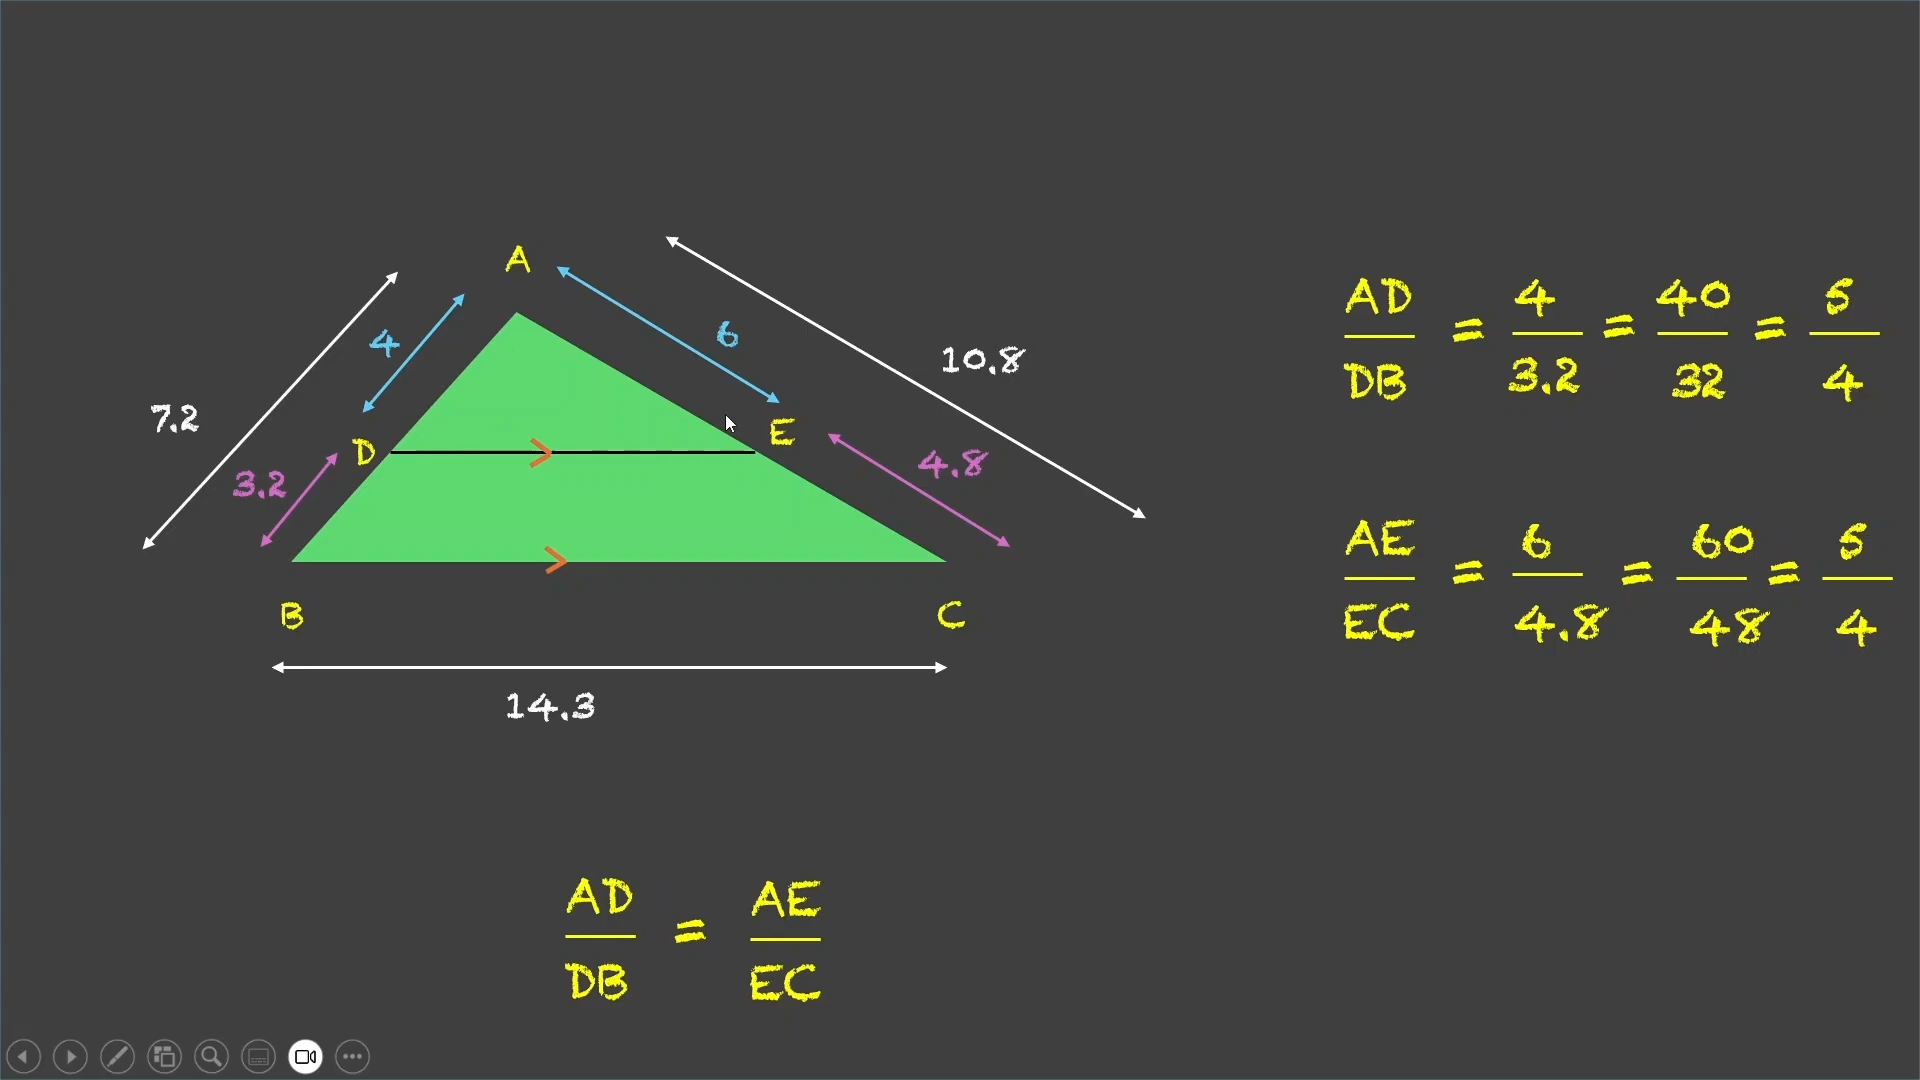 A
6
10.8
4
7.2
D
E
3.2
4.8
B
C
14.3
AD / DB = 4 / 3.2 = 40 / 32 = 5 / 4
AE / EC = 6 / 4.8 = 60 / 48 = 5 / 4
AD / DB = AE / EC